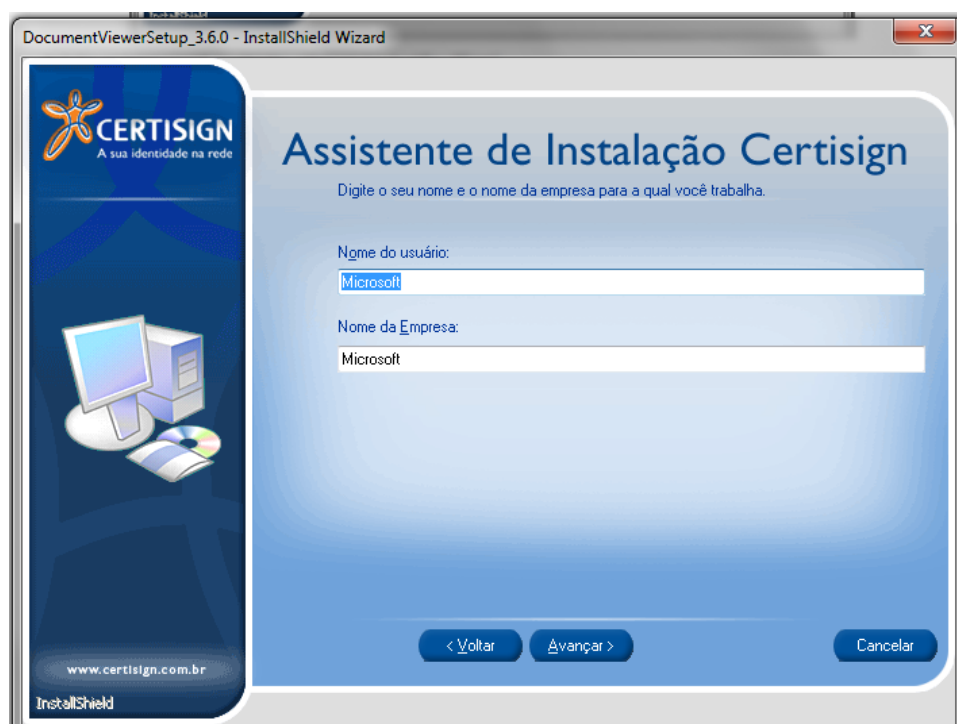 InstallShield
DocumentViewerSetup_3.6.0 - InstallShield Wizard
CERTISIGN
A sua identidade na rede
Assistente de Instalação Certisign
Digite o seu nome e o nome da empresa para a qual você trabalha.
Nome do usuário:
Microsoft
Nome da Empresa:
Microsoft
< Voltar
Avançar >
Cancelar
www.certisign.com.br
InstallShield